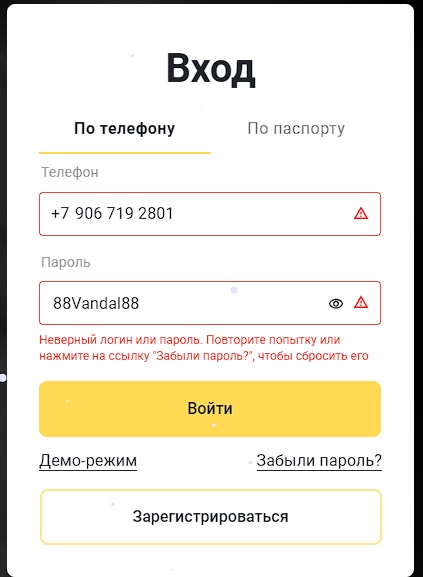 Вход
По телефону По паспорту
Телефон
+7 906 719 2801
Пароль
88Vandal88
Неверный логин или пароль. Повторите попытку или
нажмите на ссылку "Забыли пароль?", чтобы сбросить его
Войти
Демо-режим Забыли пароль?
Зарегистрироваться